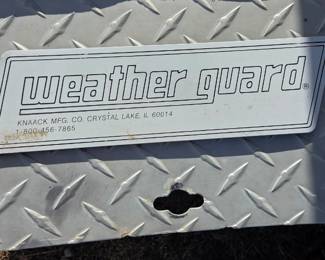 weather guard®
KNAACK MFG. CO. CRYSTAL LAKE, IL 60014
1-800-456-7865